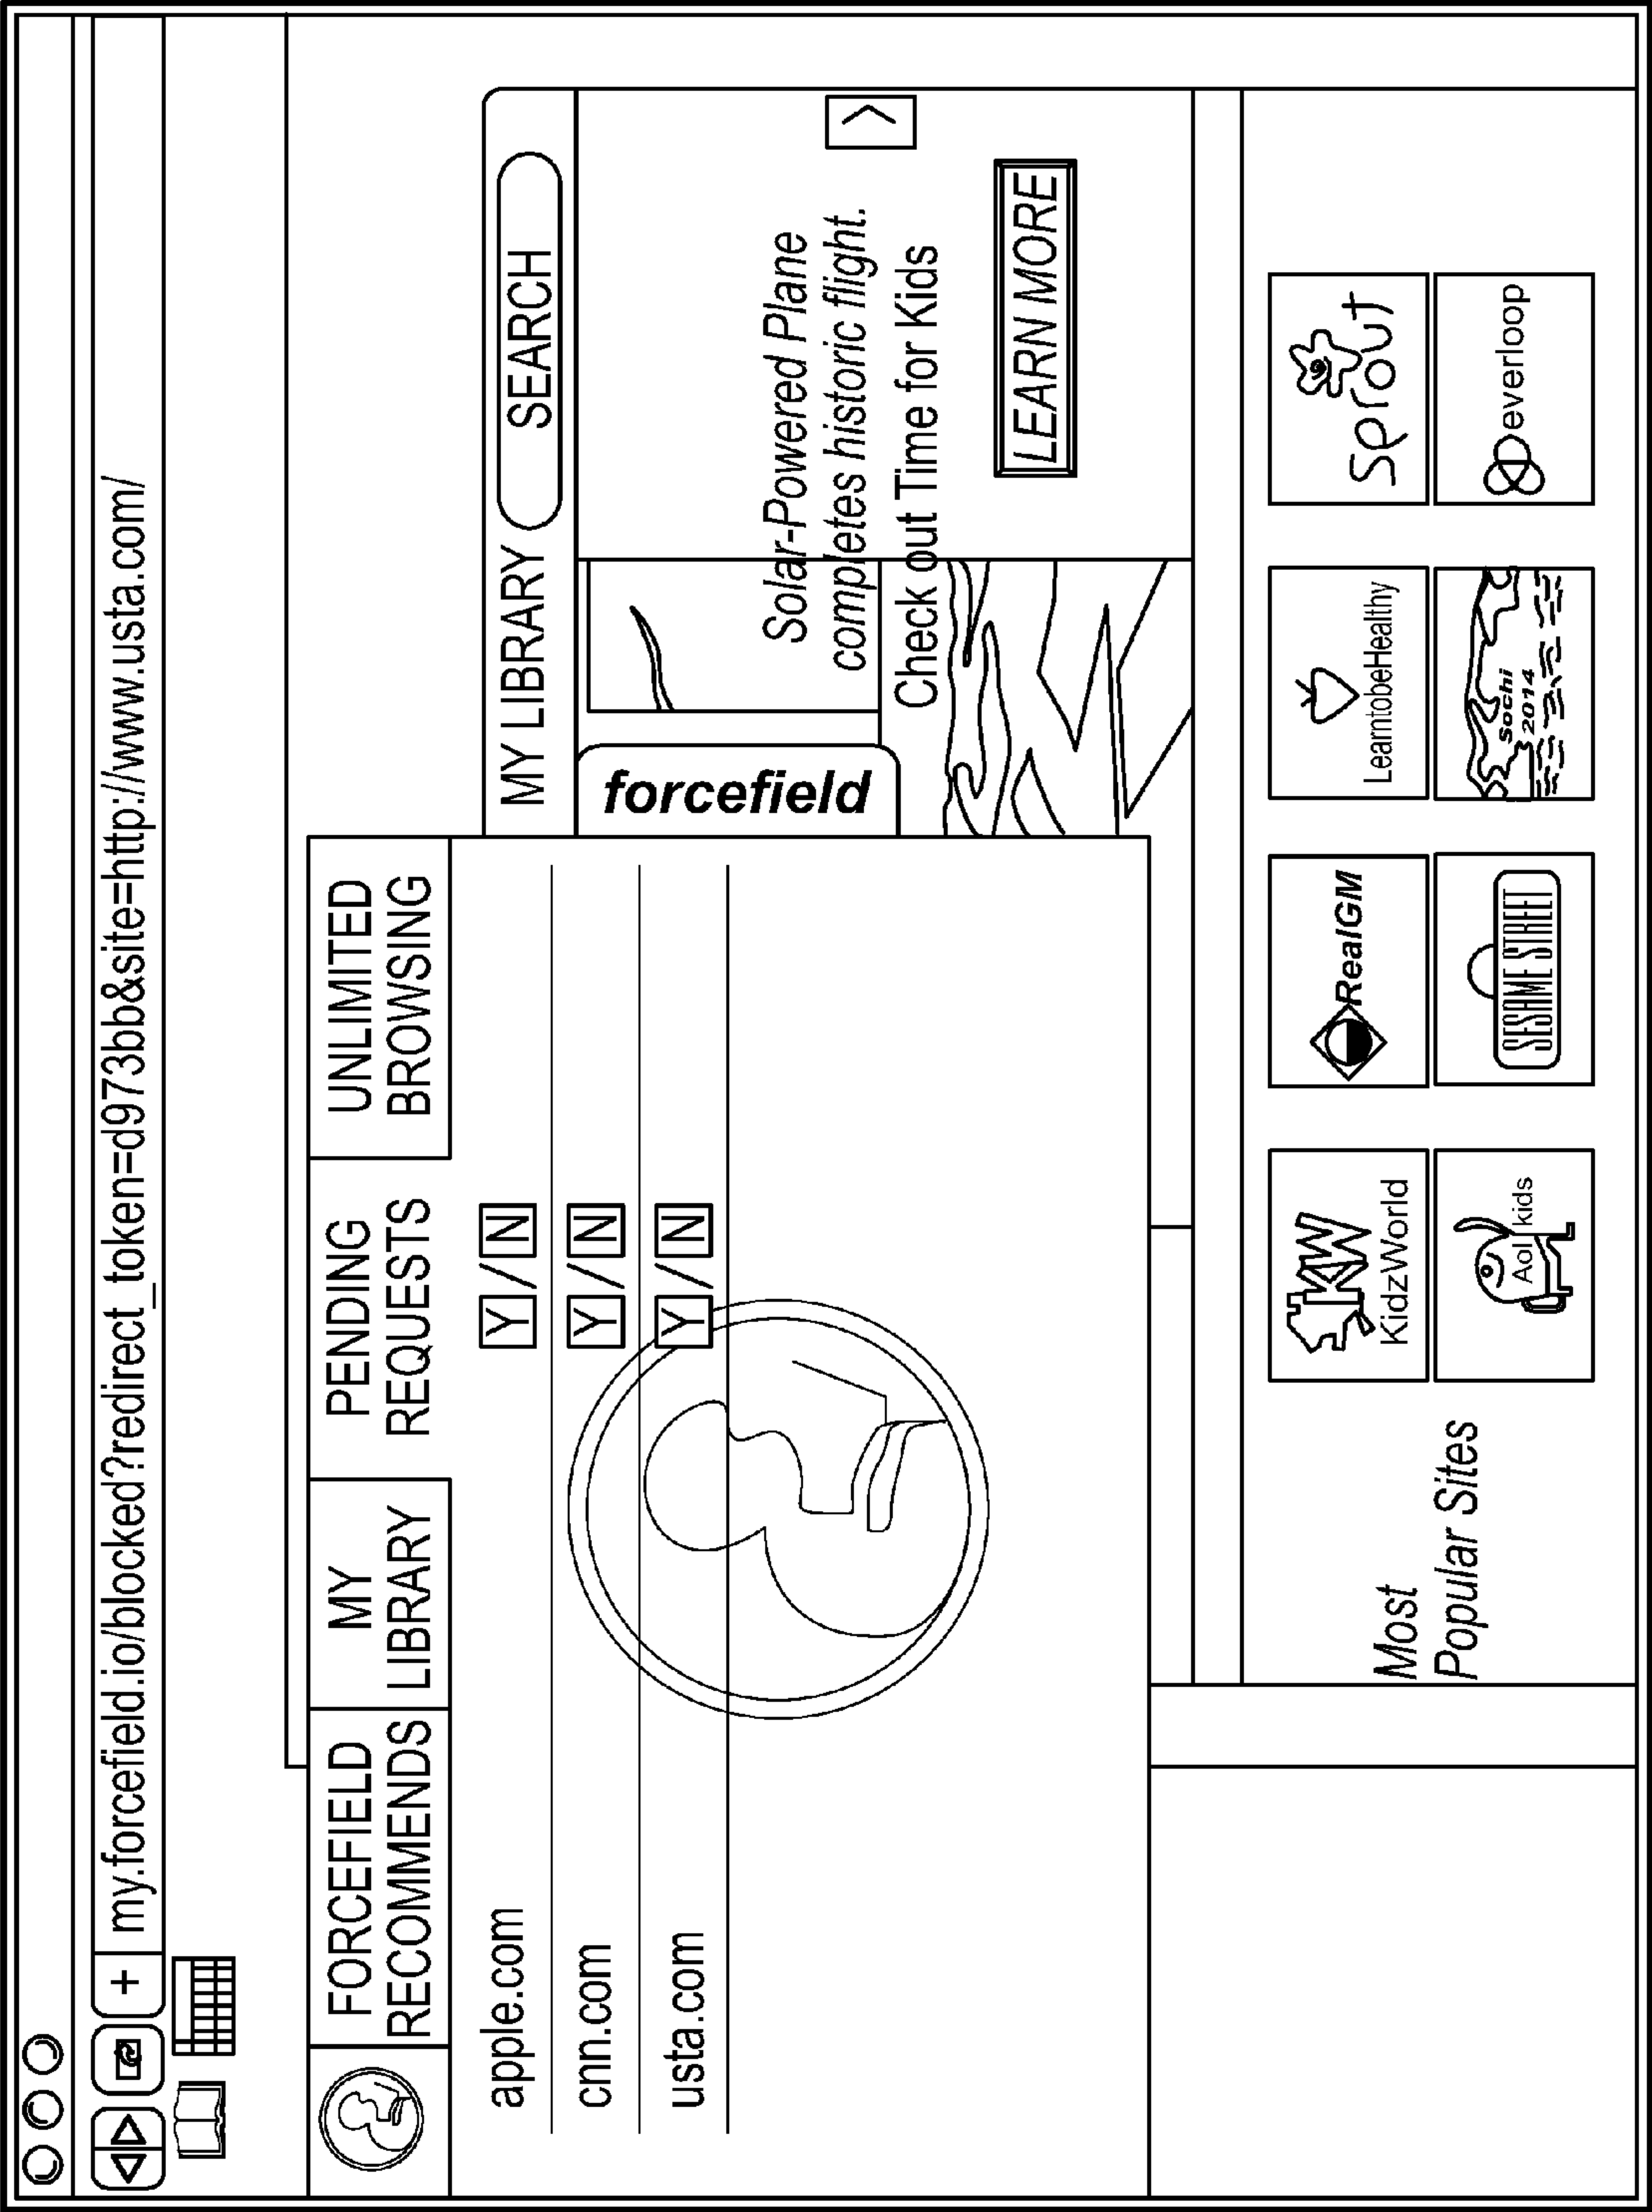 my.forcefield.io/blocked?redirect_token=d973bb&site=http://www.usta.com/
+
FORCEFIELD
RECOMMENDS
MY
LIBRARY
PENDING
REQUESTS
UNLIMITED
BROWSING
apple.com Y / N
cnn.com Y / N
usta.com Y / N
MY LIBRARY
SEARCH
forcefield
Solar-Powered Plane
completes historic flight.
Check out Time for Kids
LEARN MORE
Most
Popular Sites
KW
KidzWorld
RealGM
LearntobeHealthy
Sprout
Aol kids
SESAME STREET
sochi
2014
everloop